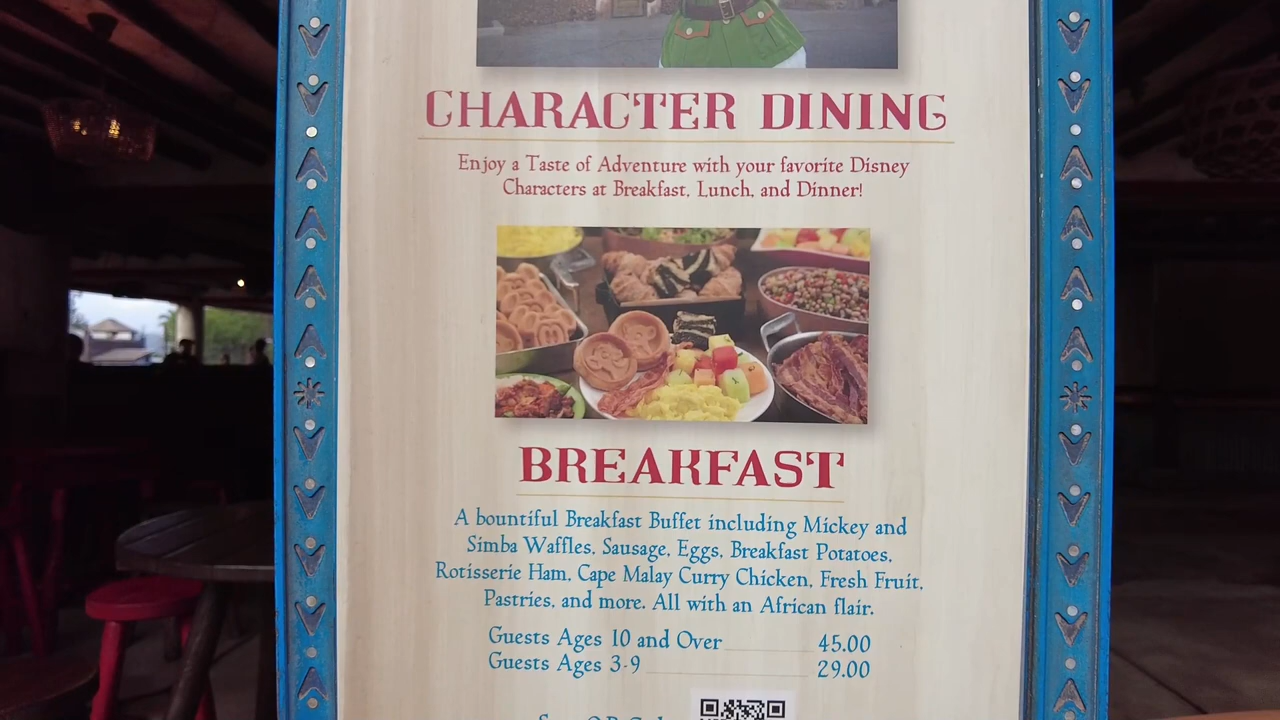 CHARACTER DINING
Enjoy a Taste of Adventure with your favorite Disney
Characters at Breakfast, Lunch, and Dinner!
BREAKFAST
A bountiful Breakfast Buffet including Mickey and
Simba Waffles, Sausage, Eggs, Breakfast Potatoes,
Rotisserie Ham, Cape Malay Curry Chicken, Fresh Fruit,
Pastries, and more. All with an African flair.
Guests Ages 10 and Over 45.00
Guests Ages 3-9 29.00